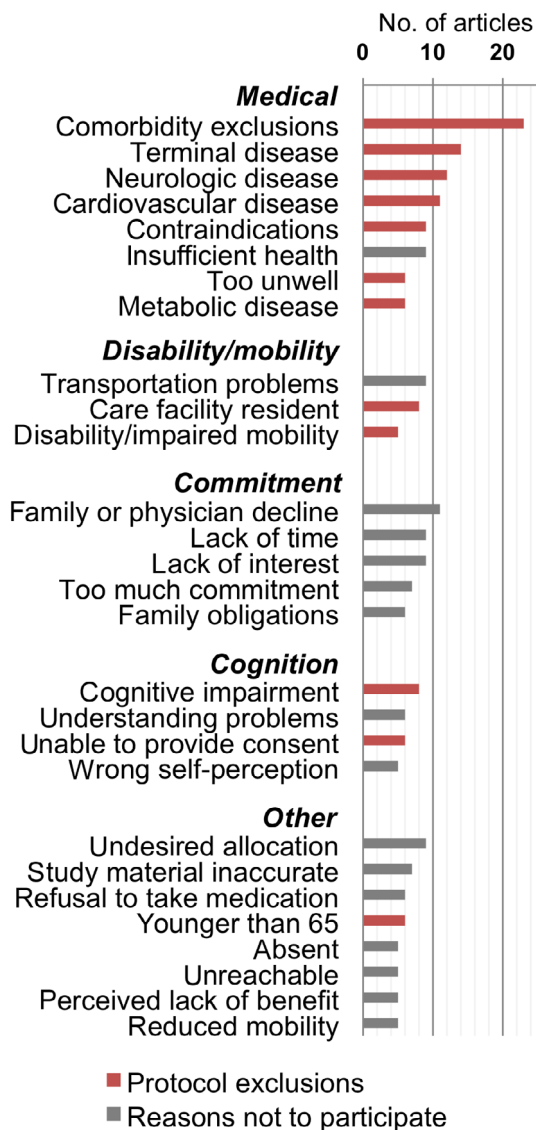 No. of articles
0 10 20
Medical
Comorbidity exclusions
Terminal disease
Neurologic disease
Cardiovascular disease
Contraindications
Insufficient health
Too unwell
Metabolic disease
Disability/mobility
Transportation problems
Care facility resident
Disability/impaired mobility
Commitment
Family or physician decline
Lack of time
Lack of interest
Too much commitment
Family obligations
Cognition
Cognitive impairment
Understanding problems
Unable to provide consent
Wrong self-perception
Other
Undesired allocation
Study material inaccurate
Refusal to take medication
Younger than 65
Absent
Unreachable
Perceived lack of benefit
Reduced mobility
Protocol exclusions
Reasons not to participate